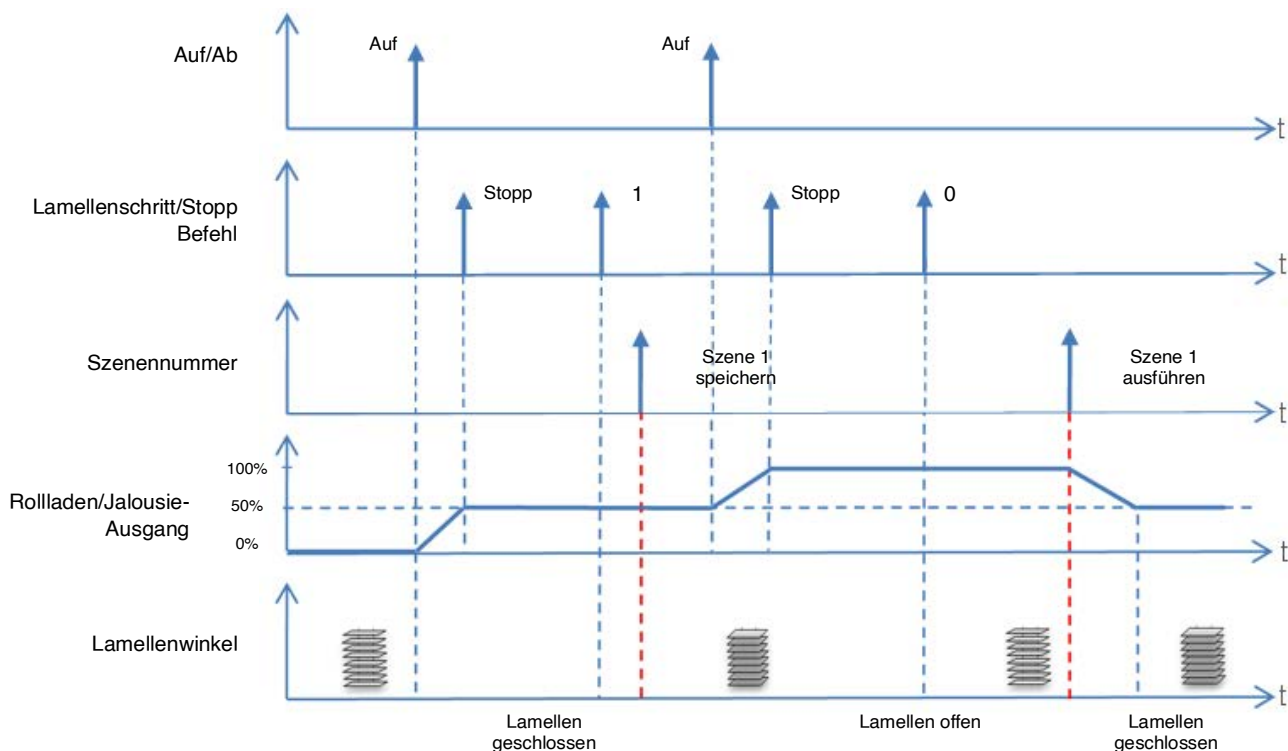 Auf/Ab
Auf
Auf
t
Lamellenschritt/Stopp
Befehl
Stopp
1
Stopp
0
t
Szenennummer
Szene 1
speichern
Szene 1
ausführen
t
Rollladen/Jalousie-
Ausgang
100%
50%
0%
t
Lamellenwinkel
t
Lamellen
geschlossen
Lamellen offen
Lamellen
geschlossen